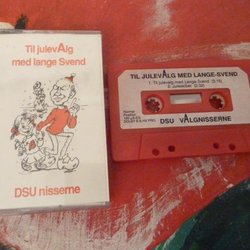 Til julevAlg
med lange Svend
DSU nisserne
TIL JULEVALG MED LANGE-SVEND
1. Til julevalg med Lange Svend
2. Juleaften
DSU VALGNISSERNE